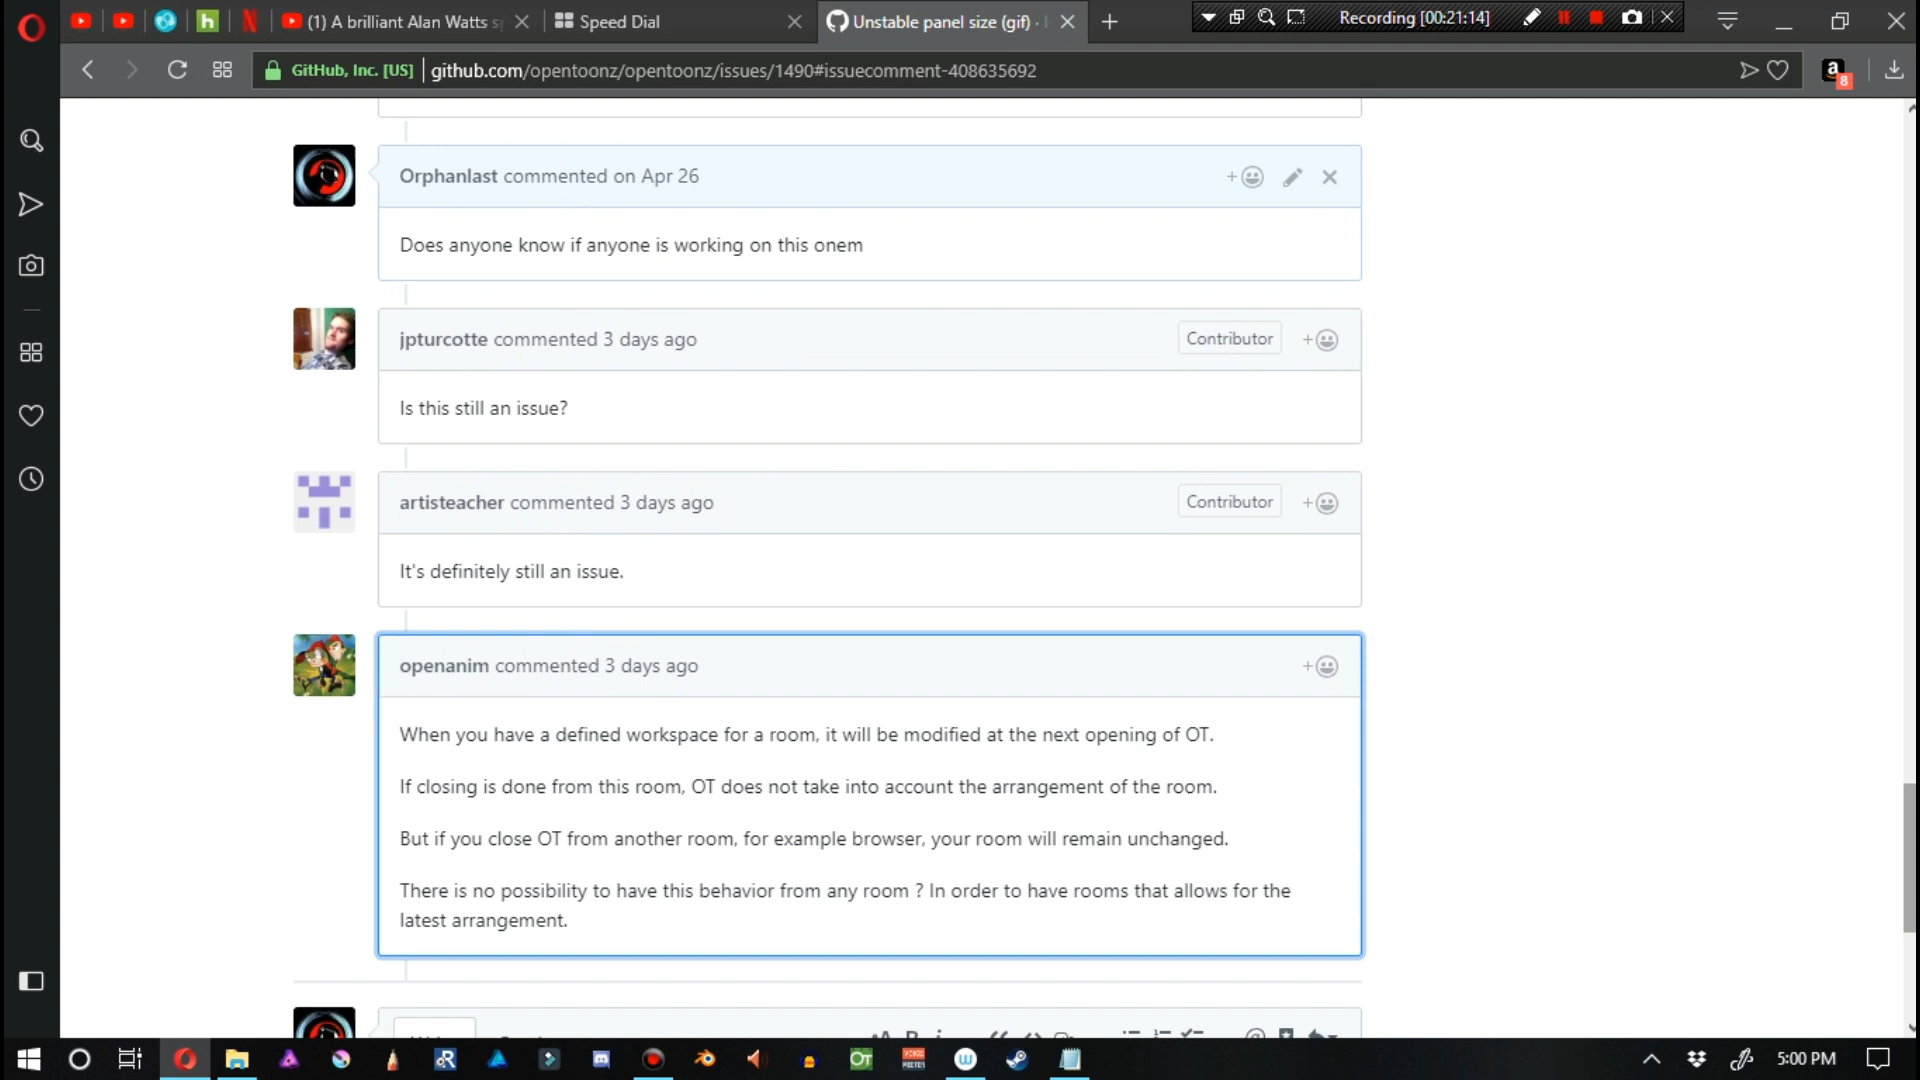 (1) A brilliant Alan Watts s
Speed Dial
Unstable panel size (gif) ·
Recording [00:21:14]
GitHub, Inc. [US]
github.com/opentoonz/opentoonz/issues/1490#issuecomment-408635692
8
Orphanlast commented on Apr 26
Does anyone know if anyone is working on this onem
jpturcotte commented 3 days ago
Contributor
Is this still an issue?
artisteacher commented 3 days ago
Contributor
It's definitely still an issue.
openanim commented 3 days ago
When you have a defined workspace for a room, it will be modified at the next opening of OT.
If closing is done from this room, OT does not take into account the arrangement of the room.
But if you close OT from another room, for example browser, your room will remain unchanged.
There is no possibility to have this behavior from any room ? In order to have rooms that allows for the
latest arrangement.
5:00 PM